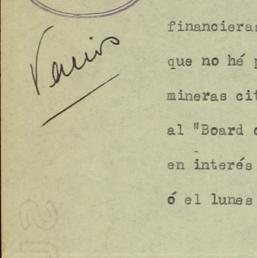 Varios
financieras
que no hé p
mineras cit
al "Board o
en interés
ó el lunes